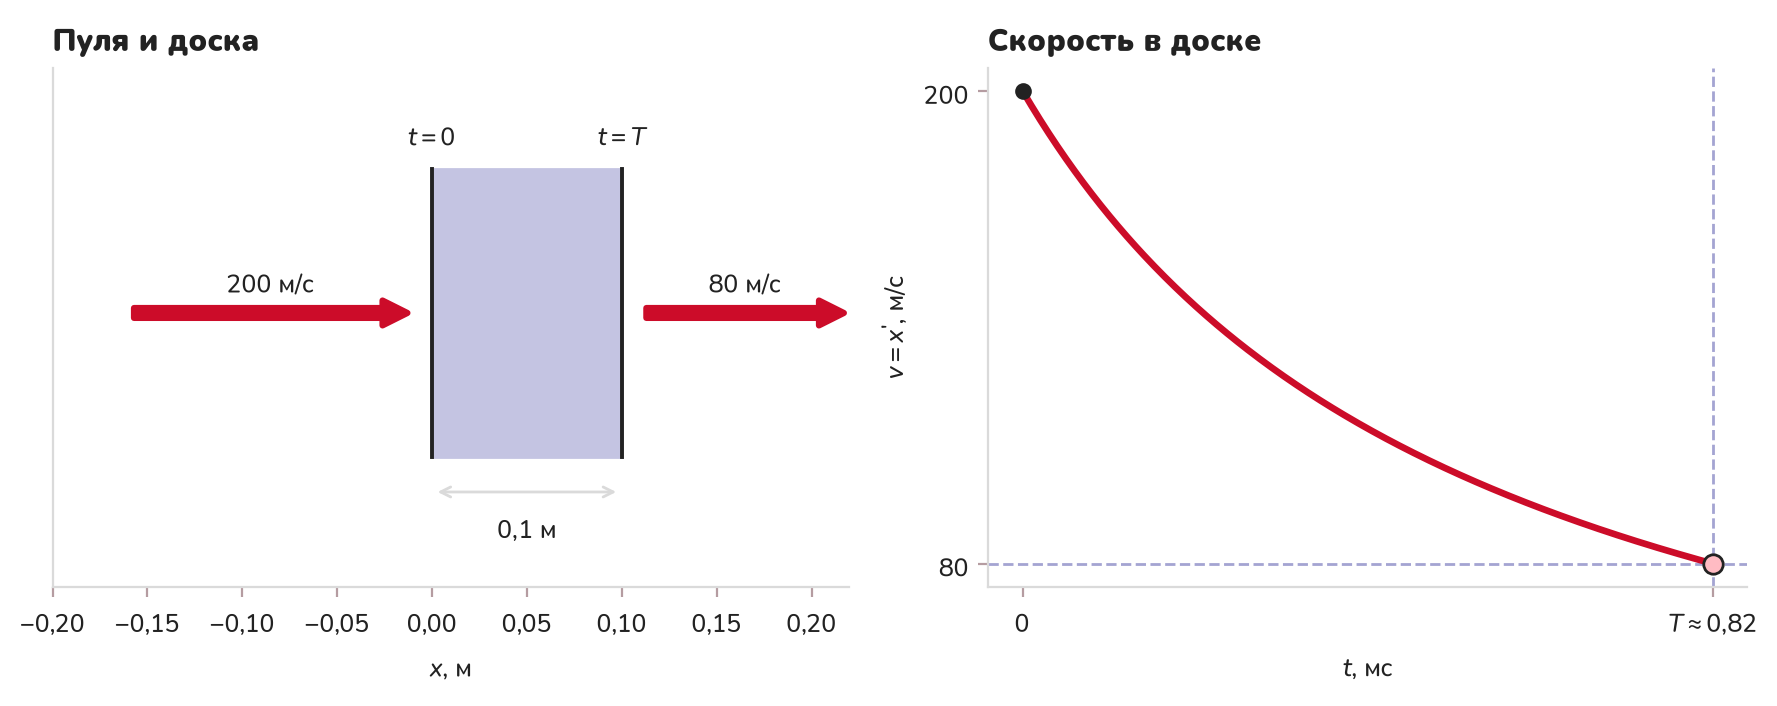 Пуля и доска
t = 0
t = T
200 м/с
80 м/с
0,1 м
−0,20
−0,15
−0,10
−0,05
0,00
0,05
0,10
0,15
0,20
x, м
Скорость в доске
200
80
v = x′, м/с
0
T ≈ 0,82
t, мс